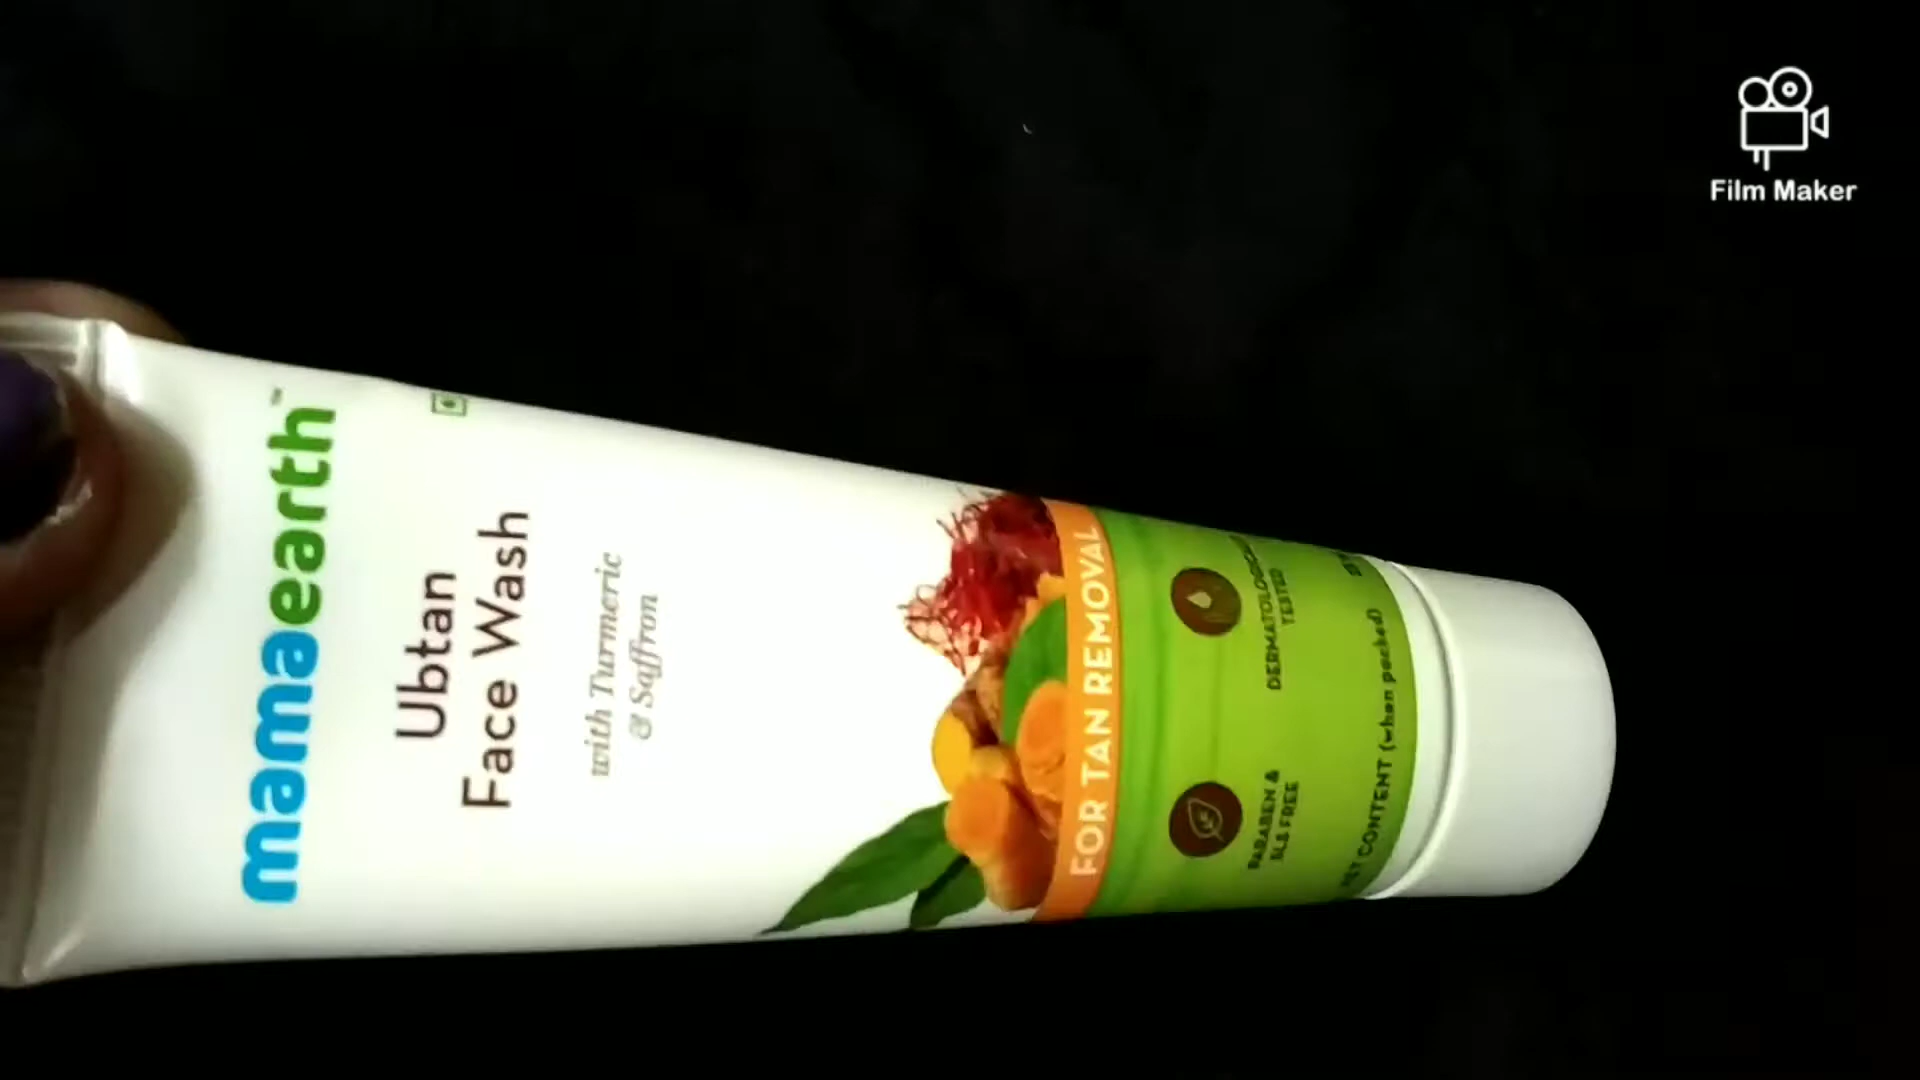 Film Maker
mamaearth™
Ubtan
Face Wash
with Turmeric
& Saffron
FOR TAN REMOVAL
TESTED
PARABEN &
SLS FREE
CONTENT (when packed)